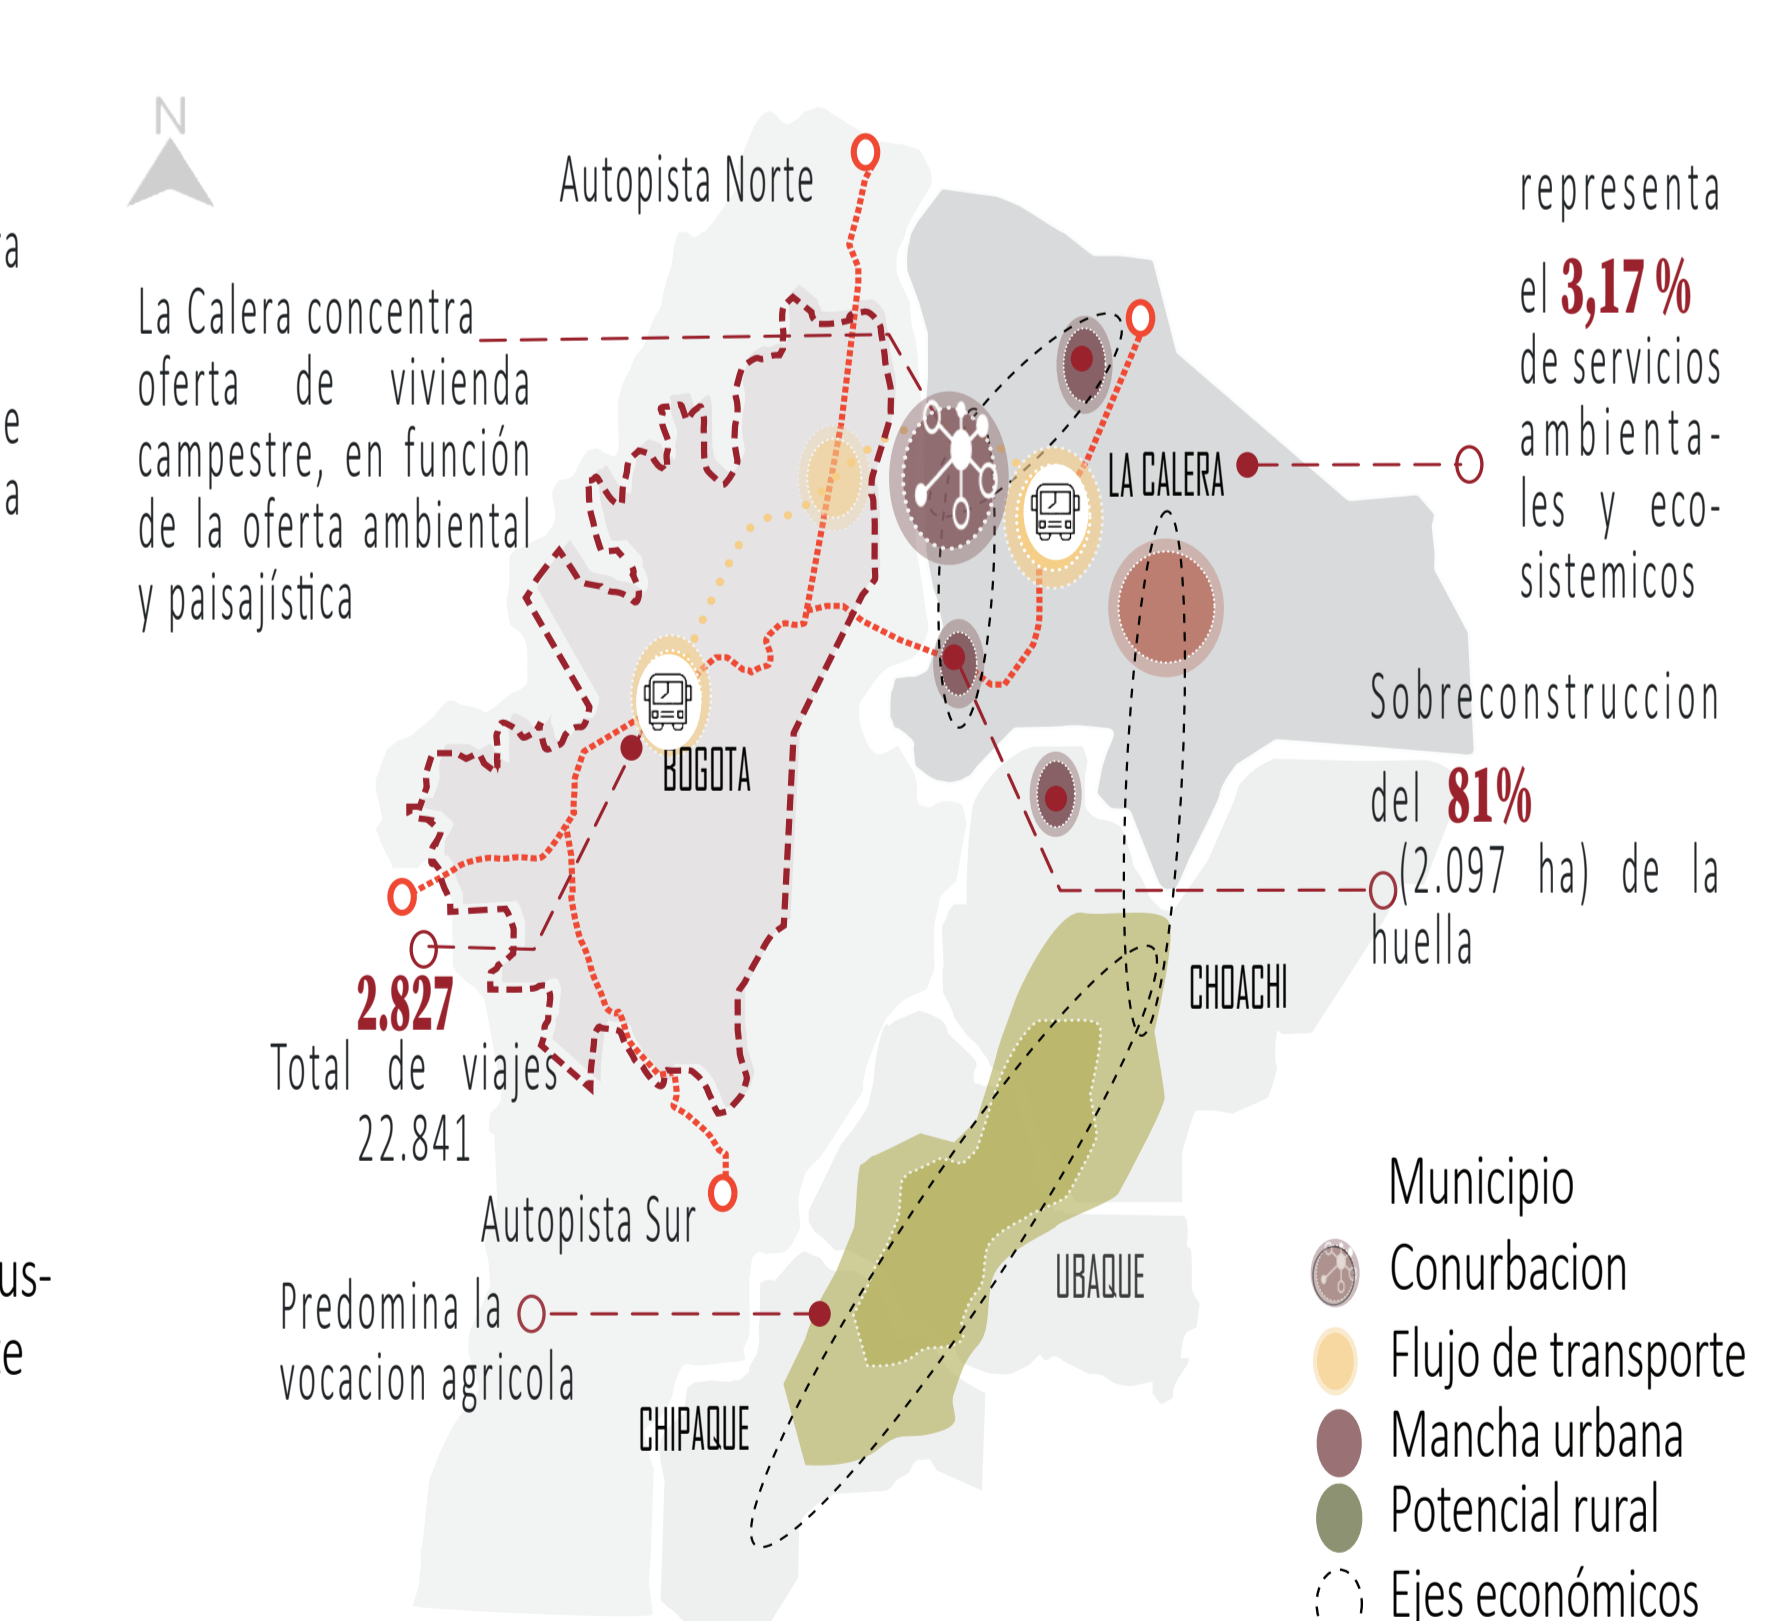 N
a
e
a
us-
e
Autopista Norte
La Calera concentra
oferta de vivienda
campestre, en función
de la oferta ambiental
y paisajística
representa
el 3,17 %
de servicios
ambienta-
les y eco-
sistemicos
LA CALERA
Sobreconstruccion
del 81%
(2.097 ha) de la
huella
BOGOTA
2.827
Total de viajes
22.841
CHOACHI
Autopista Sur
UBAQUE
Predomina la
vocacion agricola
CHIPAQUE
Municipio
Conurbacion
Flujo de transporte
Mancha urbana
Potencial rural
Ejes económicos